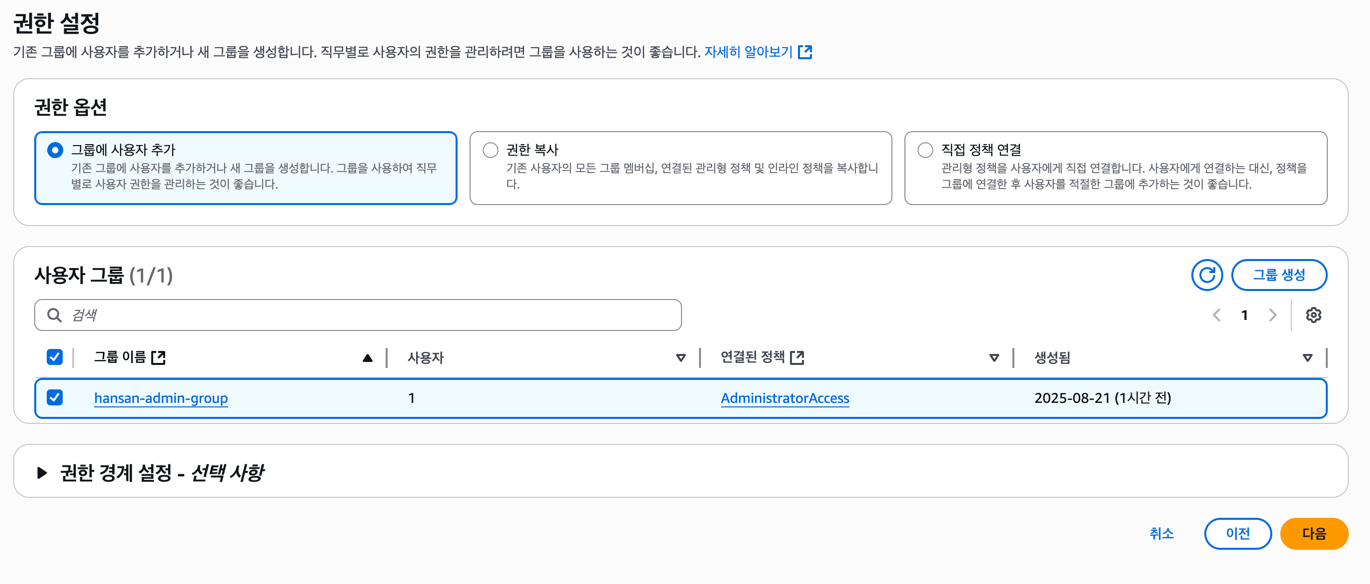 권한 설정
기존 그룹에 사용자를 추가하거나 새 그룹을 생성합니다. 직무별로 사용자의 권한을 관리하려면 그룹을 사용하는 것이 좋습니다. 자세히 알아보기
권한 옵션
그룹에 사용자 추가
기존 그룹에 사용자를 추가하거나 새 그룹을 생성합니다. 그룹을 사용하여 직무
별로 사용자 권한을 관리하는 것이 좋습니다.
권한 복사
기존 사용자의 모든 그룹 멤버십, 연결된 관리형 정책 및 인라인 정책을 복사합니
다.
직접 정책 연결
관리형 정책을 사용자에게 직접 연결합니다. 사용자에게 연결하는 대신, 정책을
그룹에 연결한 후 사용자를 적절한 그룹에 추가하는 것이 좋습니다.
사용자 그룹 (1/1)
그룹 생성
검색
1
그룹 이름 사용자 연결된 정책 생성됨
hansan-admin-group 1 AdministratorAccess 2025-08-21 (1시간 전)
권한 경계 설정 - 선택 사항
취소 이전 다음